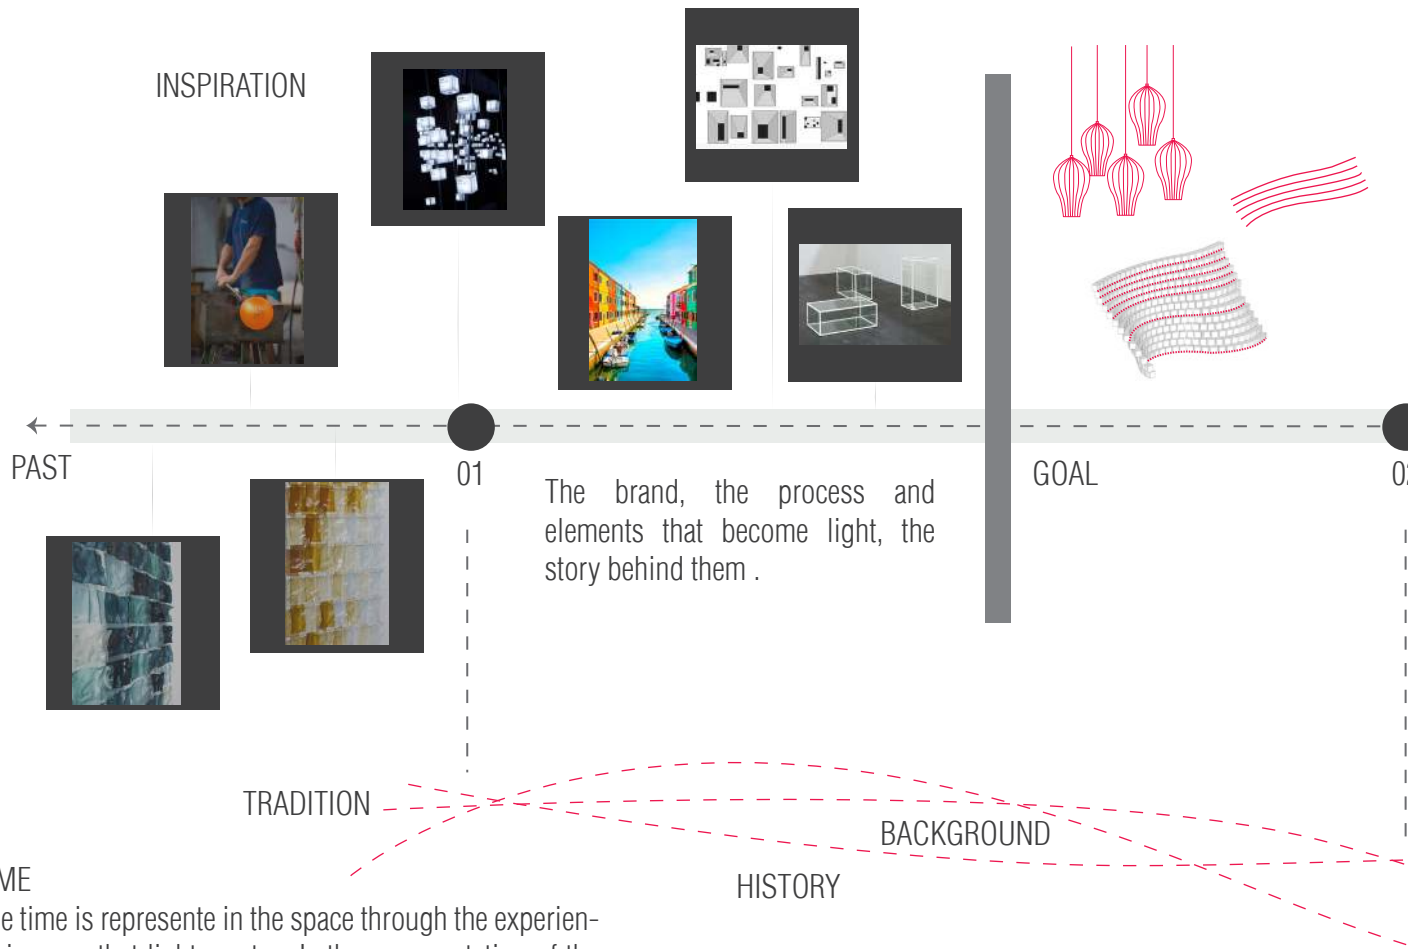 INSPIRATION
PAST
01
GOAL
The brand, the process and
elements that become light, the
story behind them .
TRADITION
BACKGROUND
HISTORY
time is represente in the space through the experien-